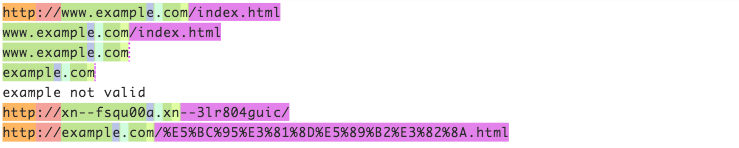 http://www.example.com/index.html
www.example.com/index.html
www.example.com
example.com
example not valid
http://xn--fsqu00a.xn--3lr804guic/
http://example.com/%E5%BC%95%E3%81%8D%E5%89%B2%E3%82%8A.html